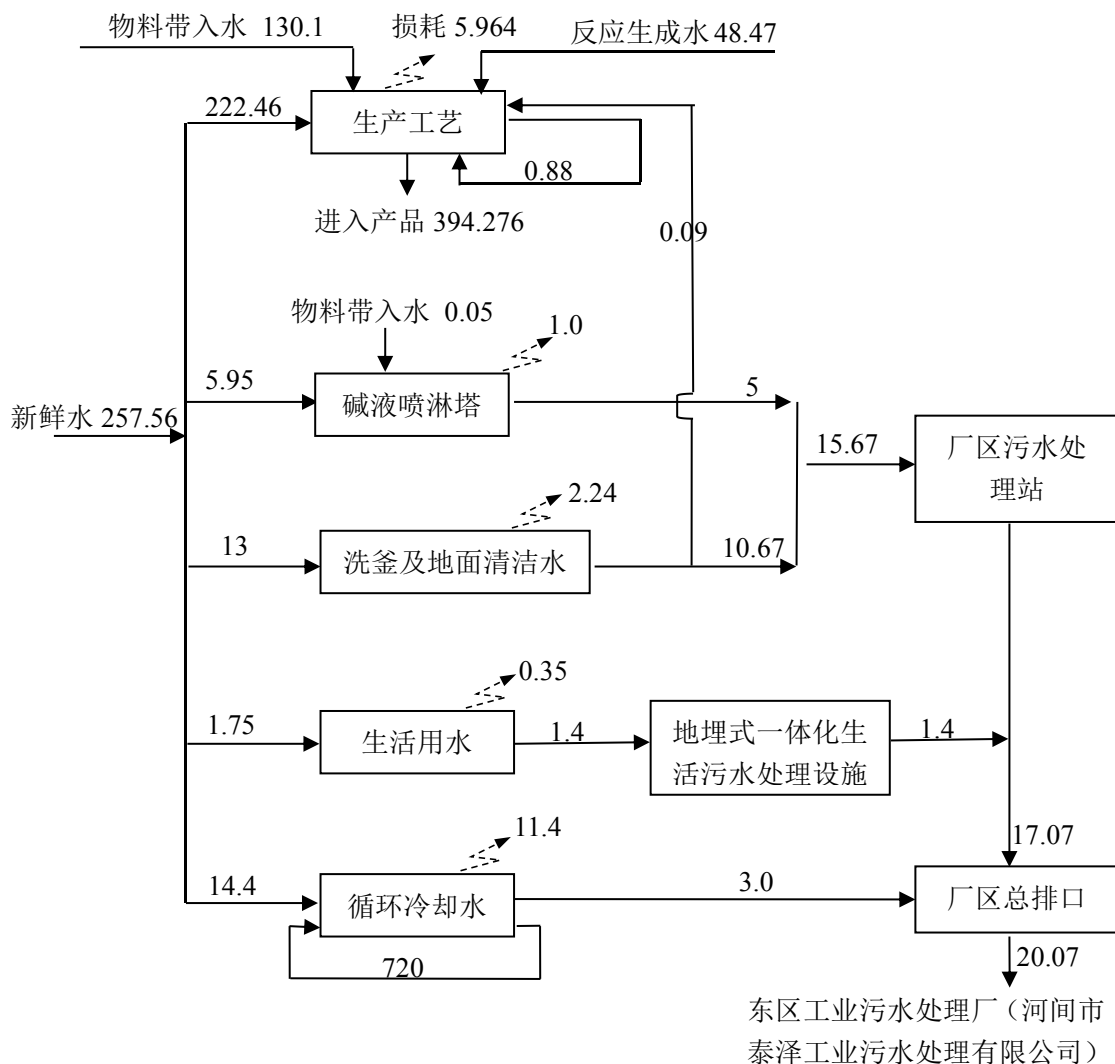 物料带入水 130.1
损耗 5.964
反应生成水 48.47
222.46
生产工艺
0.88
进入产品 394.276
0.09
物料带入水 0.05
1.0
5.95
碱液喷淋塔
5
新鲜水 257.56
15.67
厂区污水处
理站
2.24
13
洗釜及地面清洁水
10.67
0.35
1.75
生活用水
1.4
地埋式一体化生
活污水处理设施
1.4
11.4
17.07
14.4
循环冷却水
3.0
厂区总排口
720
20.07
东区工业污水处理厂（河间市
泰泽工业污水处理有限公司）